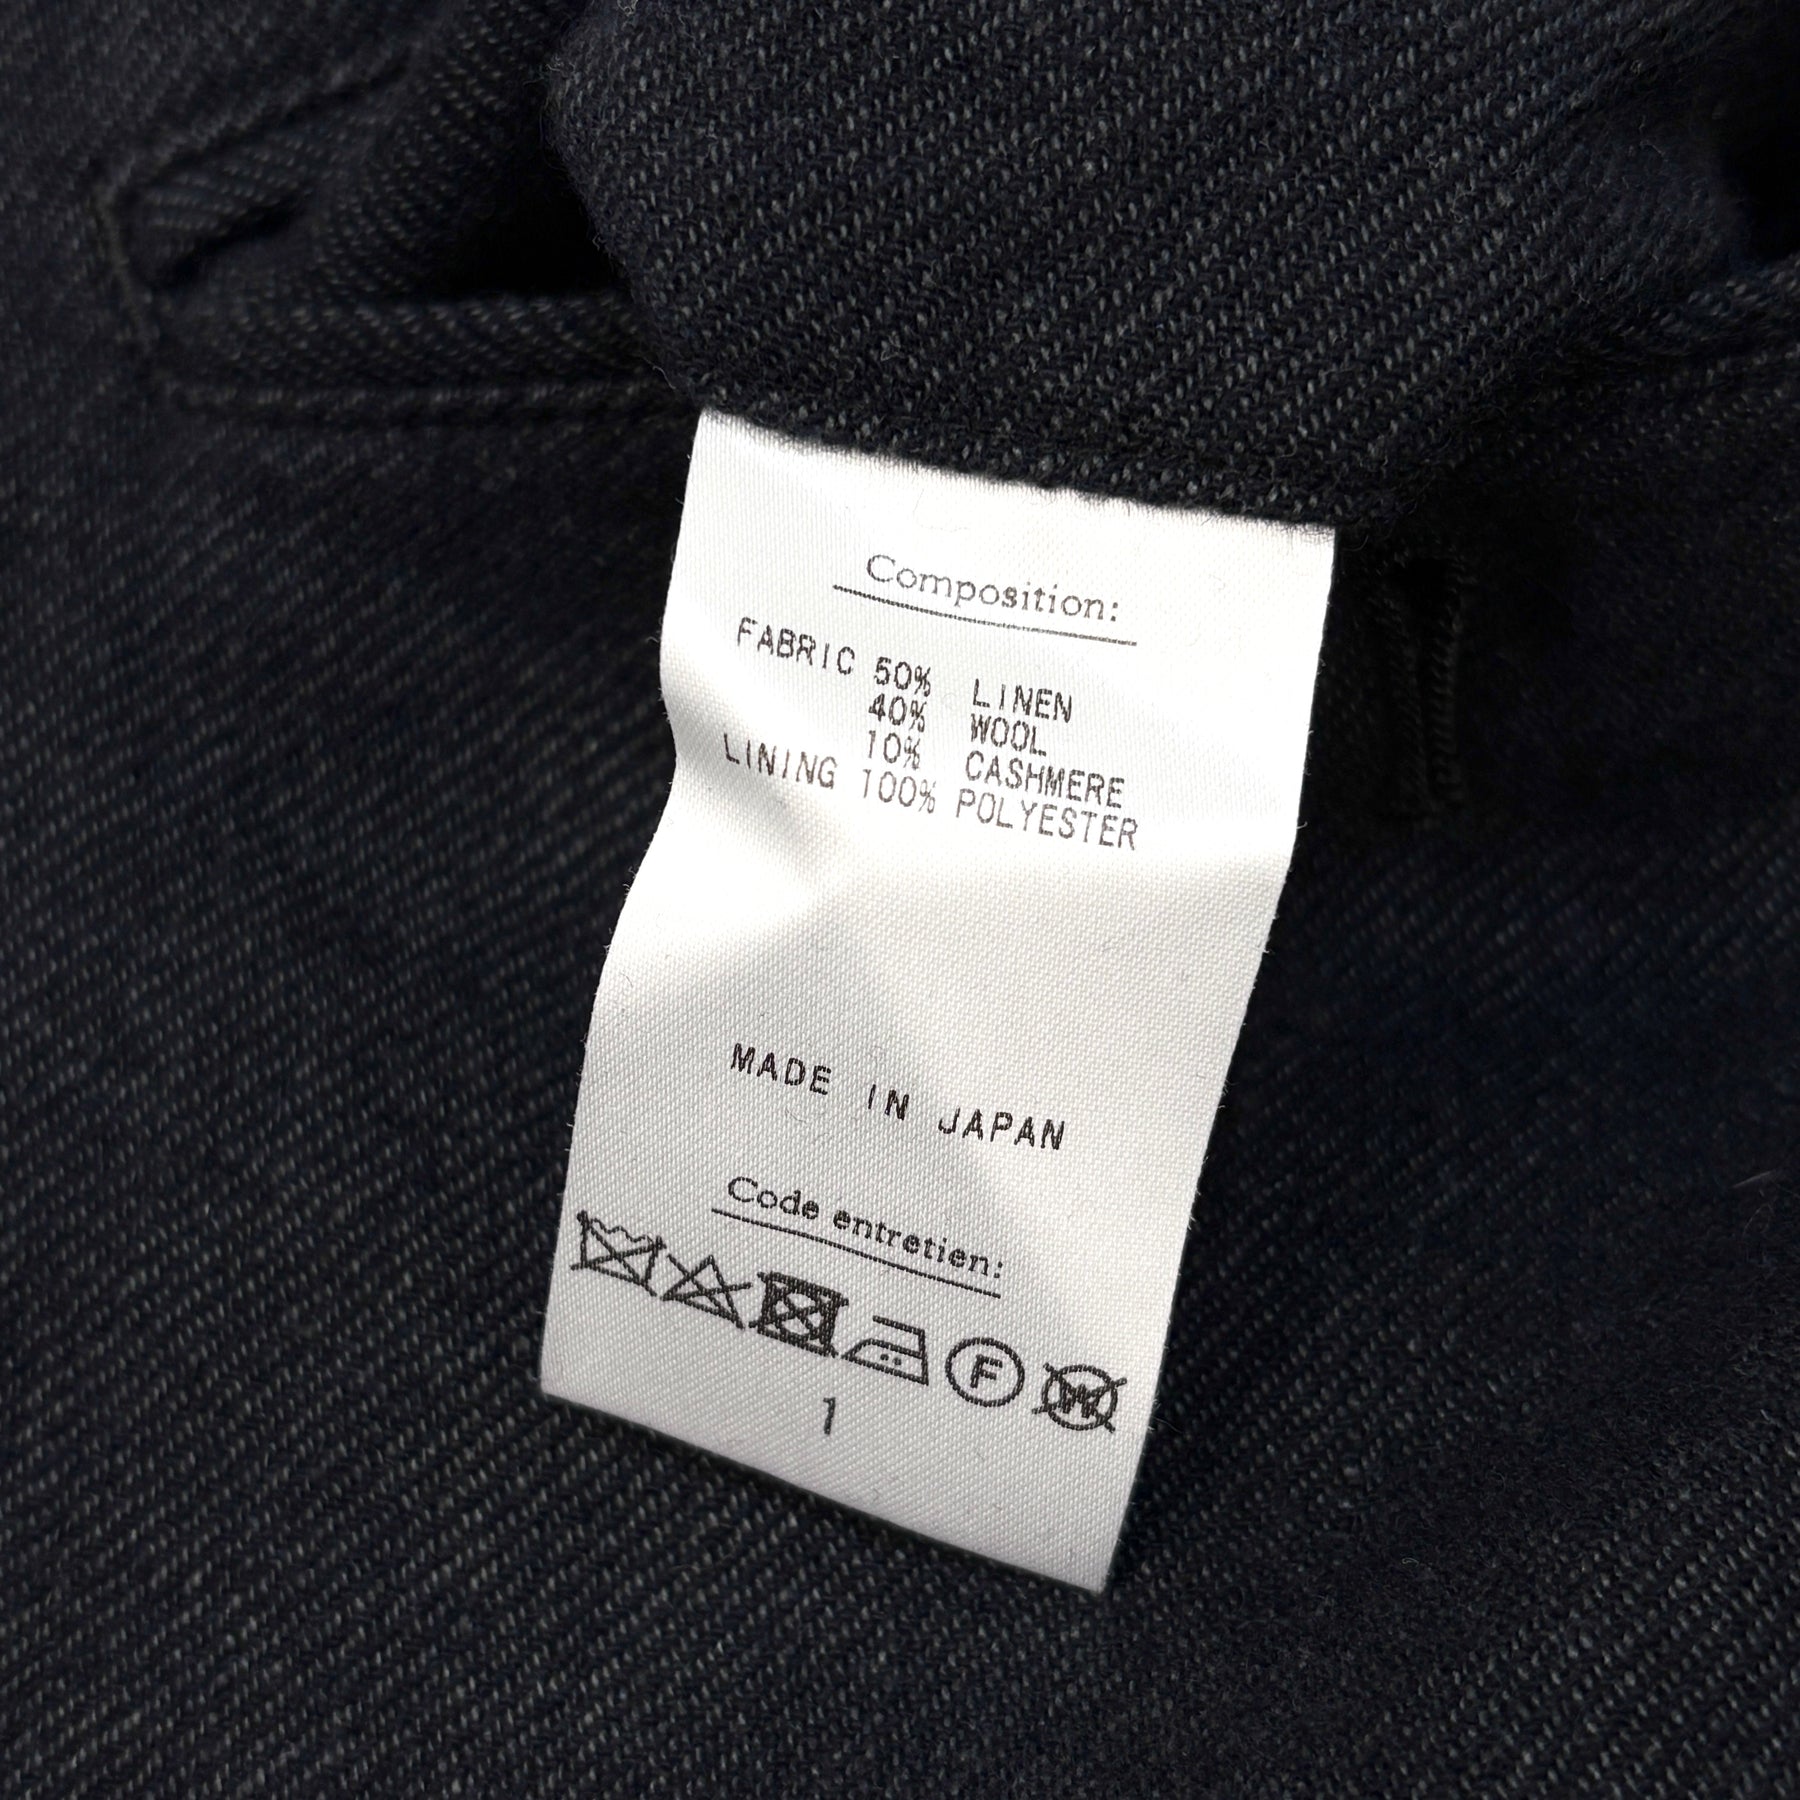 Composition:
FABRIC 50% LINEN
40% WOOL
10% CASHMERE
LINING 100% POLYESTER
MADE IN JAPAN
Code entretien:
F W
1